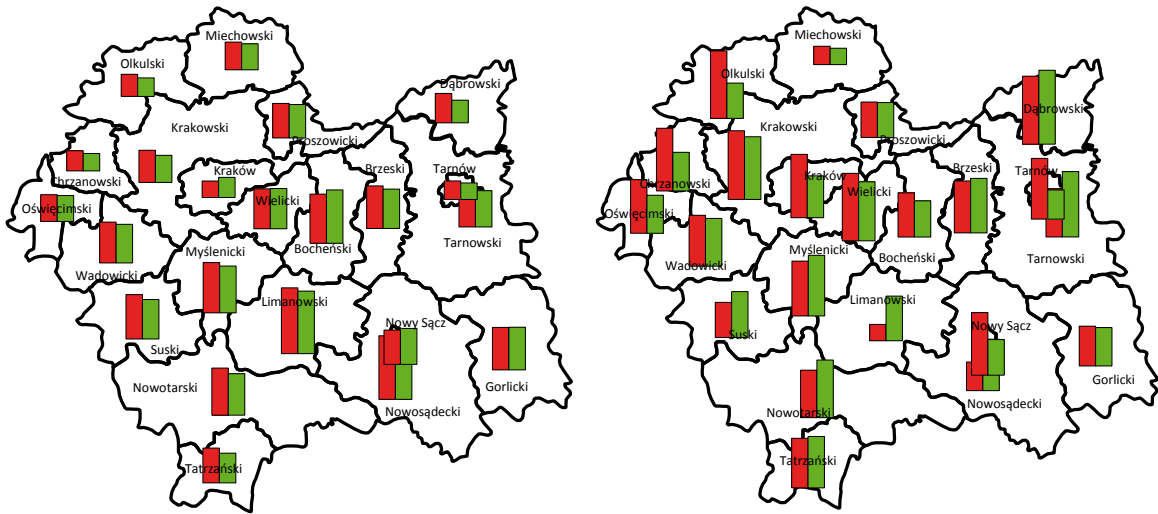 Miechowski
Olkulski
Dąbrowski
Krakowski
Proszowicki
Chrzanowski
Kraków
Brzeski
Tarnów
Oświęcimski
Wielicki
Tarnowski
Wadowicki
Myślenicki
Bocheński
Limanowski
Suski
Nowy Sącz
Nowotarski
Gorlicki
Nowosądecki
Tatrzański
Miechowski
Olkulski
Dąbrowski
Krakowski
Proszowicki
Chrzanowski
Kraków
Brzeski
Tarnów
Oświęcimski
Wielicki
Tarnowski
Wadowicki
Myślenicki
Bocheński
Limanowski
Suski
Nowy Sącz
Nowotarski
Gorlicki
Nowosądecki
Tatrzański